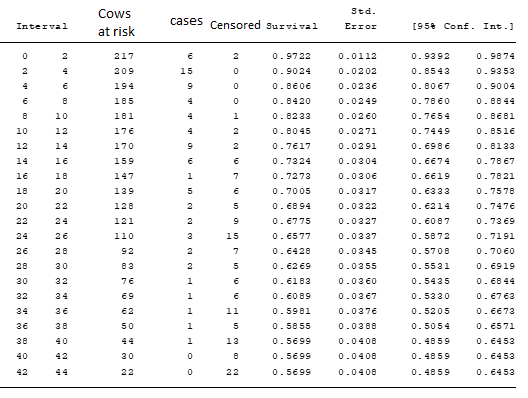 Interval Cows at risk cases Censored Survival Std. Error [95% Conf. Int.]
0 2 217 6 2 0.9722 0.0112 0.9392 0.9874
2 4 209 15 0 0.9024 0.0202 0.8543 0.9353
4 6 194 9 0 0.8606 0.0236 0.8067 0.9004
6 8 185 4 0 0.8420 0.0249 0.7860 0.8844
8 10 181 4 1 0.8233 0.0260 0.7654 0.8681
10 12 176 4 2 0.8045 0.0271 0.7449 0.8516
12 14 170 9 2 0.7617 0.0291 0.6986 0.8133
14 16 159 6 6 0.7324 0.0304 0.6674 0.7867
16 18 147 1 7 0.7273 0.0306 0.6619 0.7821
18 20 139 5 6 0.7005 0.0317 0.6333 0.7578
20 22 128 2 5 0.6894 0.0322 0.6214 0.7476
22 24 121 2 9 0.6775 0.0327 0.6087 0.7369
24 26 110 3 15 0.6577 0.0337 0.5872 0.7191
26 28 92 2 7 0.6428 0.0345 0.5708 0.7060
28 30 83 2 5 0.6269 0.0355 0.5531 0.6919
30 32 76 1 6 0.6183 0.0360 0.5435 0.6844
32 34 69 1 6 0.6089 0.0367 0.5330 0.6763
34 36 62 1 11 0.5981 0.0376 0.5205 0.6673
36 38 50 1 5 0.5855 0.0388 0.5054 0.6571
38 40 44 1 13 0.5699 0.0408 0.4859 0.6453
40 42 30 0 8 0.5699 0.0408 0.4859 0.6453
42 44 22 0 22 0.5699 0.0408 0.4859 0.6453